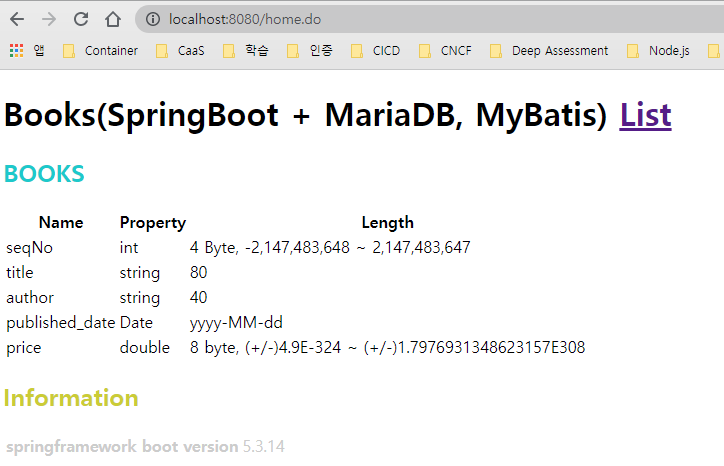 localhost:8080/home.do
앱 Container CaaS 학습 인증 CICD CNCF Deep Assessment Node.js
Books(SpringBoot + MariaDB, MyBatis) List
BOOKS
Name Property Length
seqNo int 4 Byte, -2,147,483,648 ~ 2,147,483,647
title string 80
author string 40
published_date Date yyyy-MM-dd
price double 8 byte, (+/-)4.9E-324 ~ (+/-)1.7976931348623157E308
Information
springframework boot version 5.3.14